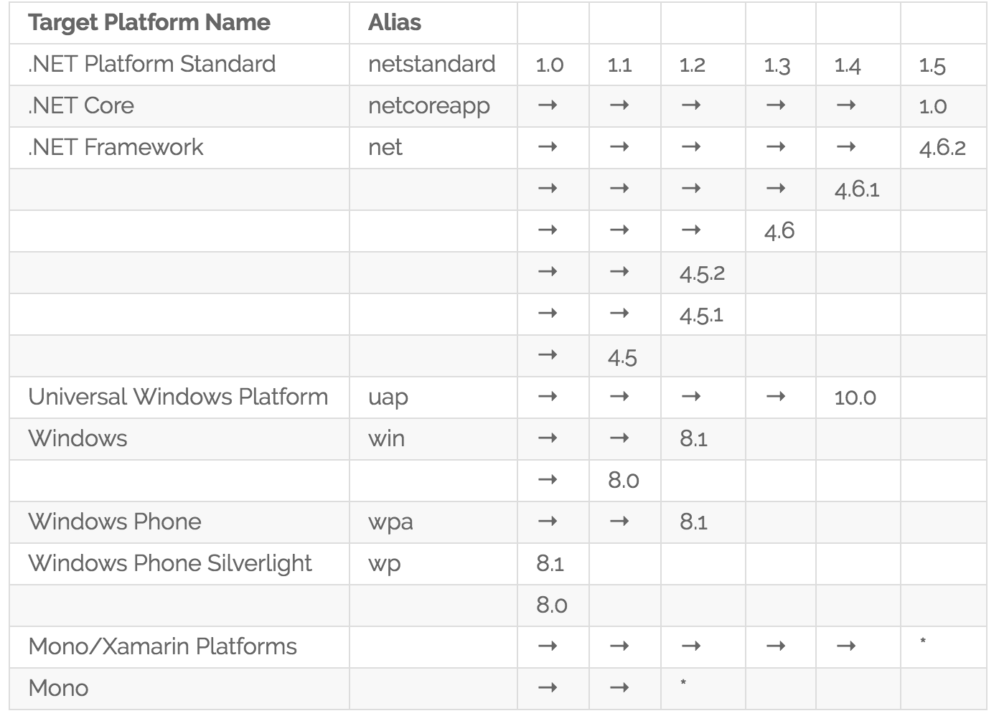 Target Platform Name Alias
.NET Platform Standard netstandard 1.0 1.1 1.2 1.3 1.4 1.5
.NET Core netcoreapp → → → → → 1.0
.NET Framework net → → → → → 4.6.2
→ → → → 4.6.1
→ → → 4.6
→ → 4.5.2
→ → 4.5.1
→ 4.5
Universal Windows Platform uap → → → → 10.0
Windows win → → 8.1
→ 8.0
Windows Phone wpa → → 8.1
Windows Phone Silverlight wp 8.1
8.0
Mono/Xamarin Platforms → → → → → *
Mono → → *